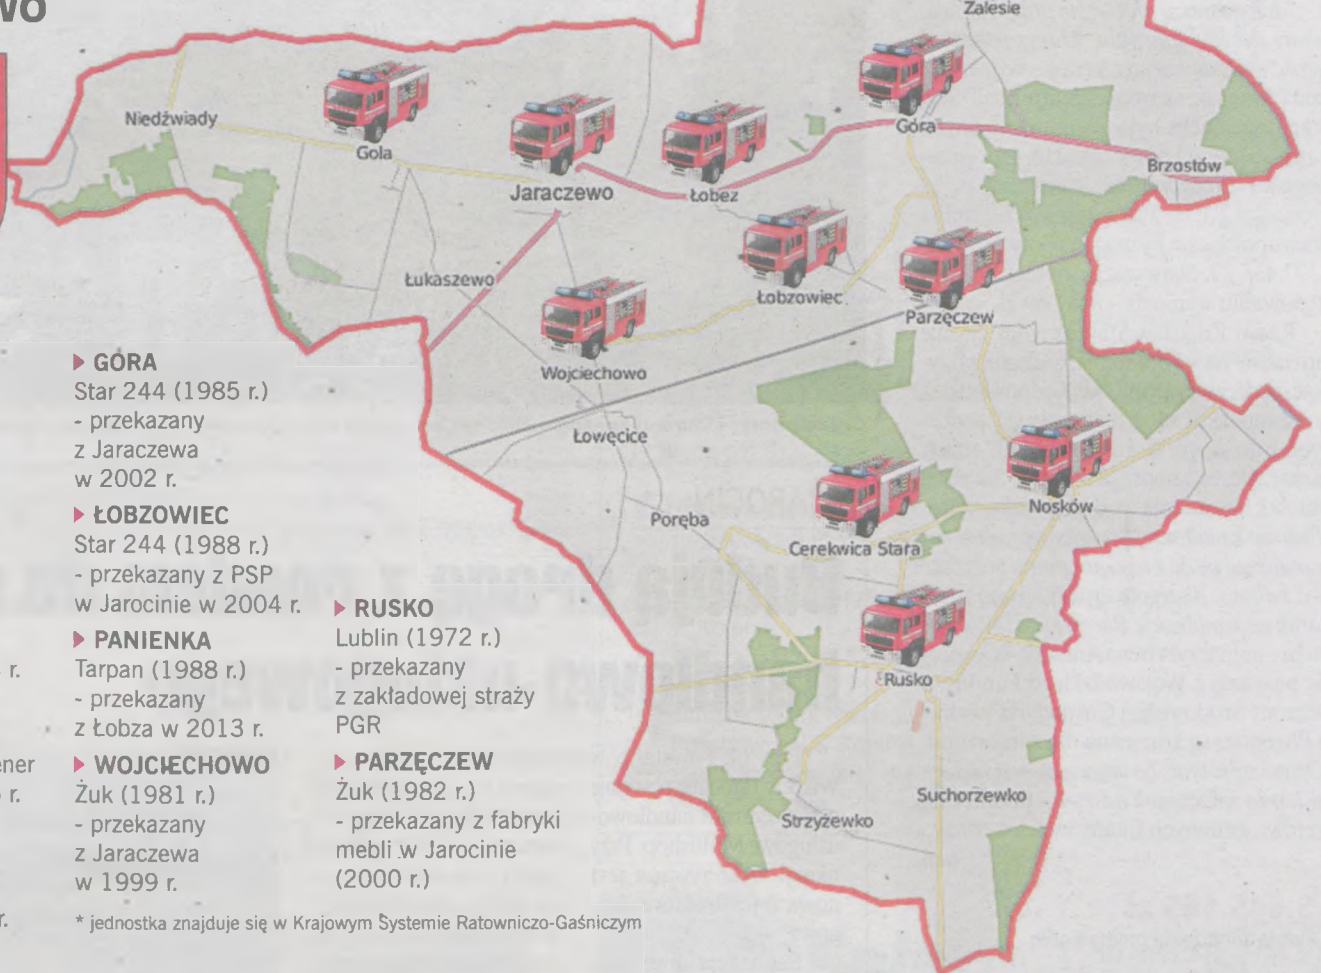 WO
Zalesie
Niedźwiady
Gola
Jaraczewo
Łobez
Góra
Brzostów
Łukaszewo
Łobzowiec
Parzęczew
Wojciechowo
Łowęcice
Poręba
Cerekwica Stara
Nosków
Rusko
Suchorzewko
Strzyżewko
GÓRA
Star 244 (1985 r.)
- przekazany
z Jaraczewa
w 2002 r.
ŁOBZOWIEC
Star 244 (1988 r.)
- przekazany z PSP
w Jarocinie w 2004 r.
PANIENKA
Tarpan (1988 r.)
- przekazany
z Łobza w 2013 r.
WOJCIECHOWO
Żuk (1981 r.)
- przekazany
z Jaraczewa
w 1999 r.
RUSKO
Lublin (1972 r.)
- przekazany
z zakładowej straży
PGR
PARZĘCZEW
Żuk (1982 r.)
- przekazany z fabryki
mebli w Jarocinie
(2000 r.)
r.
ener
r.
r.
* jednostka znajduje się w Krajowym Systemie Ratowniczo-Gaśniczym